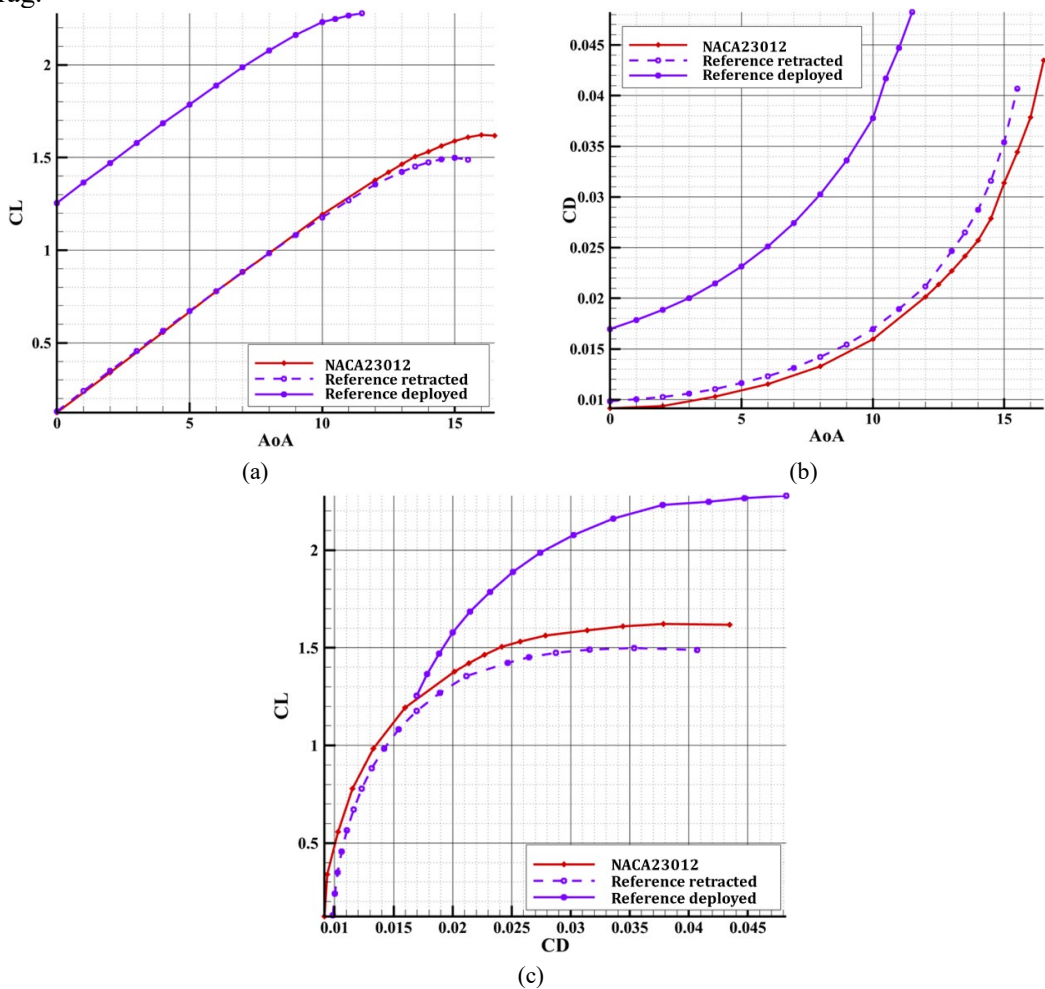 2
1.5
1
0.5
CL
NACA23012
Reference retracted
Reference deployed
0 5 10 15
AoA
(a)
0.045
0.04
0.035
0.03
0.025
0.02
0.015
0.01
CD
NACA23012
Reference retracted
Reference deployed
0 5 10 15
AoA
(b)
2
1.5
1
0.5
CL
NACA23012
Reference retracted
Reference deployed
0.01 0.015 0.02 0.025 0.03 0.035 0.04 0.045
CD
(c)